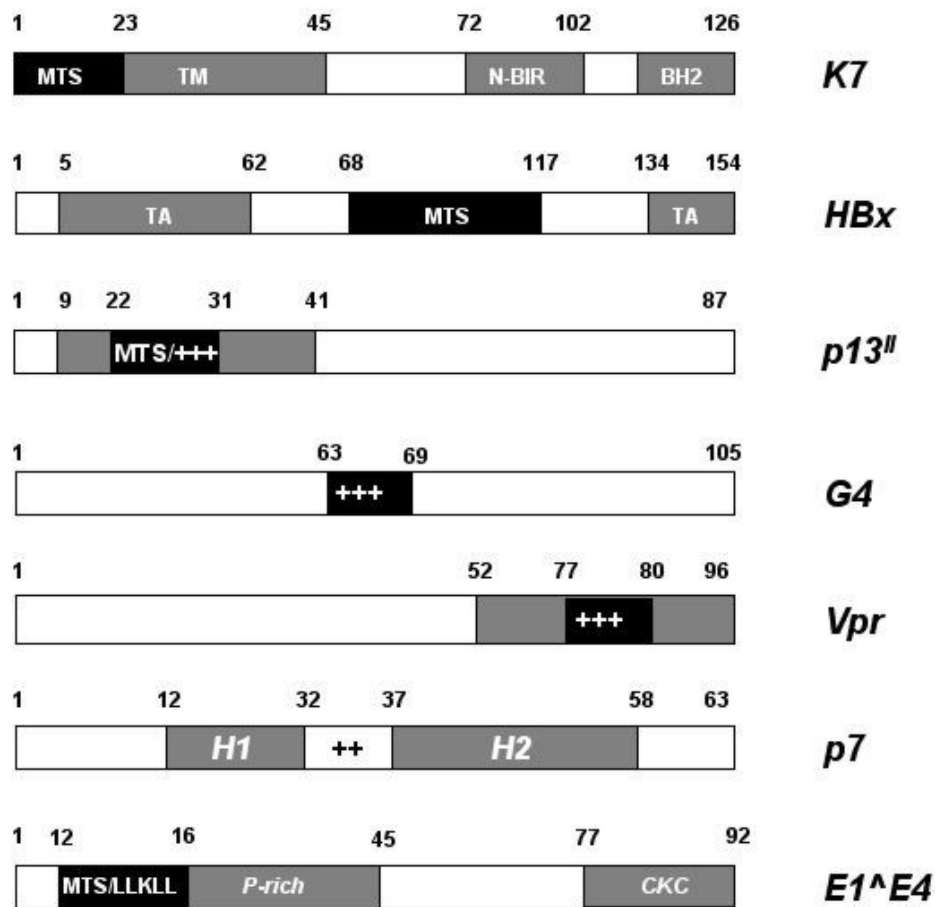 1 23 45 72 102 126
MTS TM N-BIR BH2 K7
1 5 62 68 117 134 154
TA MTS TA HBx
1 9 22 31 41 87
MTS/+++ p13II
1 63 69 105
+++ G4
1 52 77 80 96
+++ Vpr
1 12 32 37 58 63
H1 ++ H2 p7
1 12 16 45 77 92
MTS/LLKLL P-rich CKC E1^E4